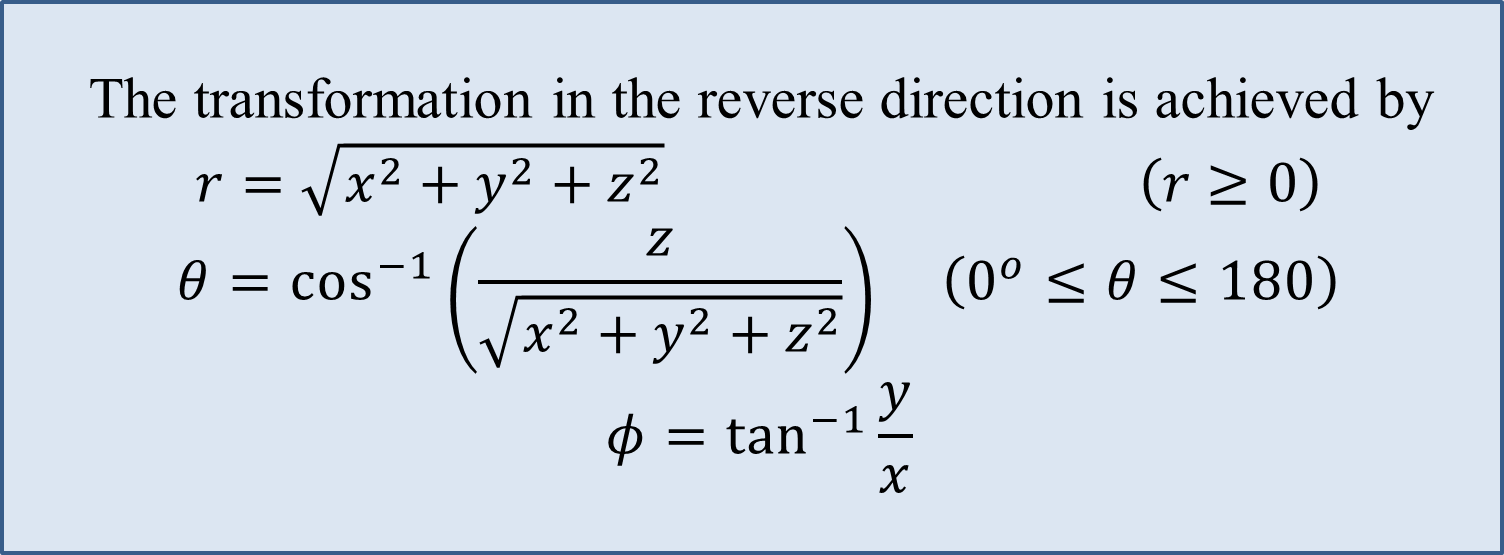 The transformation in the reverse direction is achieved by
r = √(x² + y² + z²) (r ≥ 0)
θ = cos⁻¹ (z / √(x² + y² + z²)) (0ᵒ ≤ θ ≤ 180)
ϕ = tan⁻¹ y/x